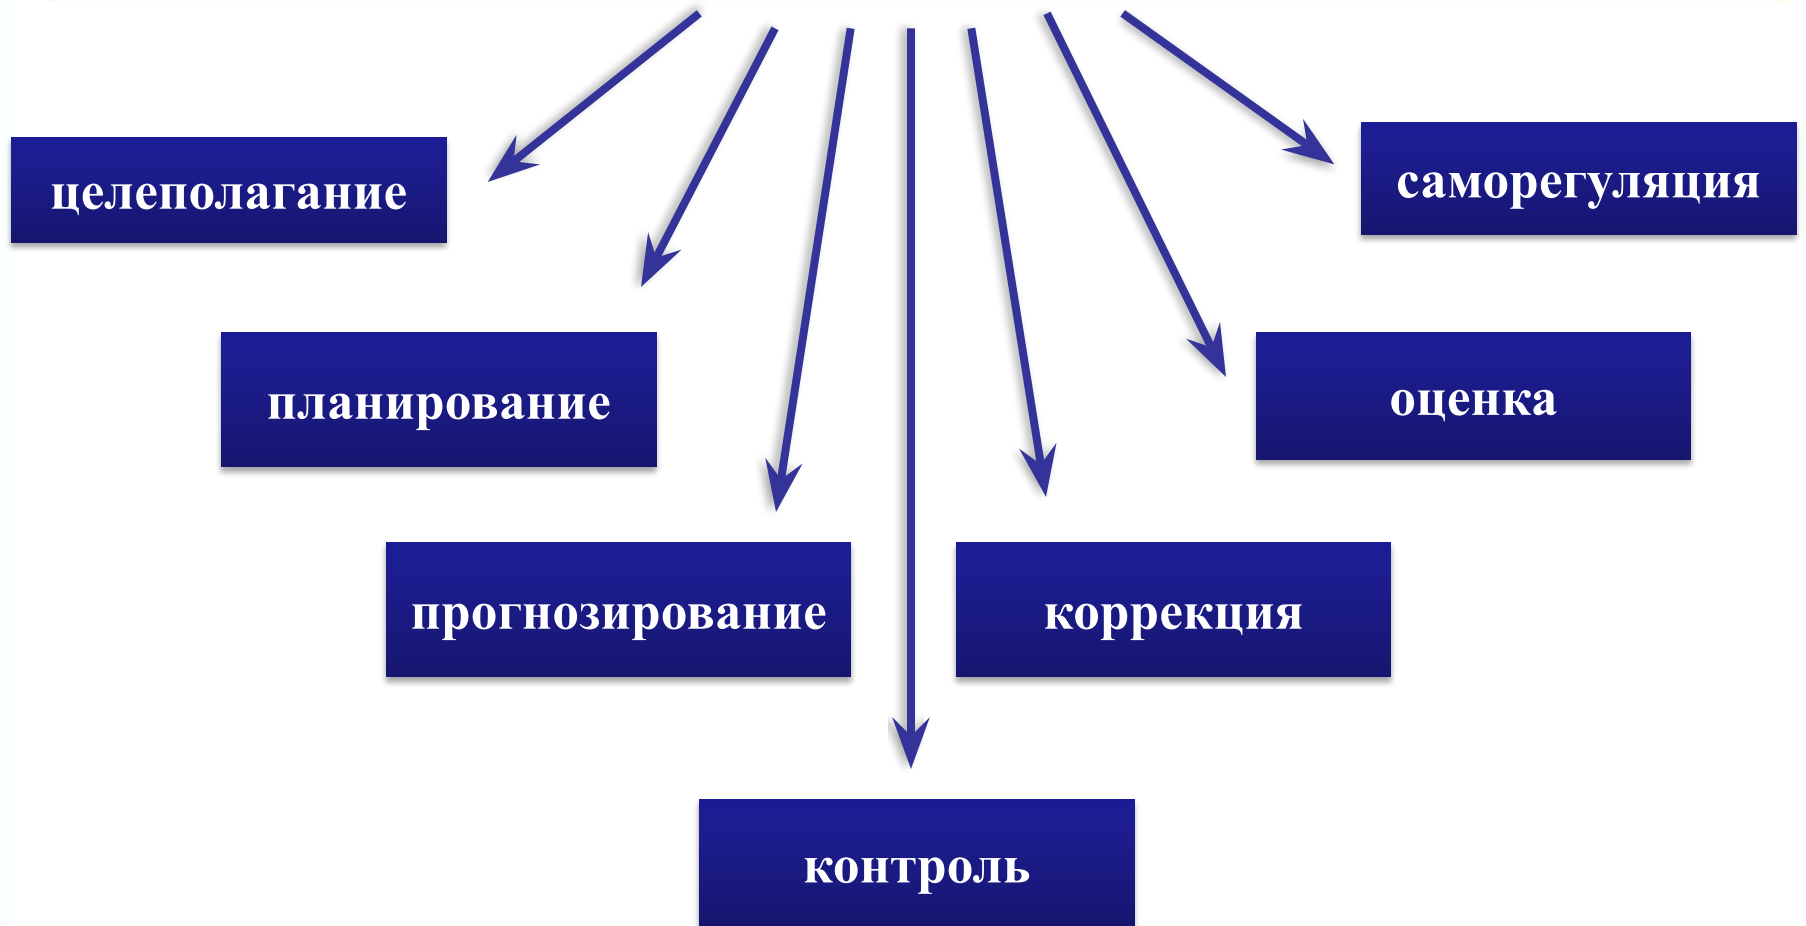 целеполагание
саморегуляция
планирование
оценка
прогнозирование
коррекция
контроль